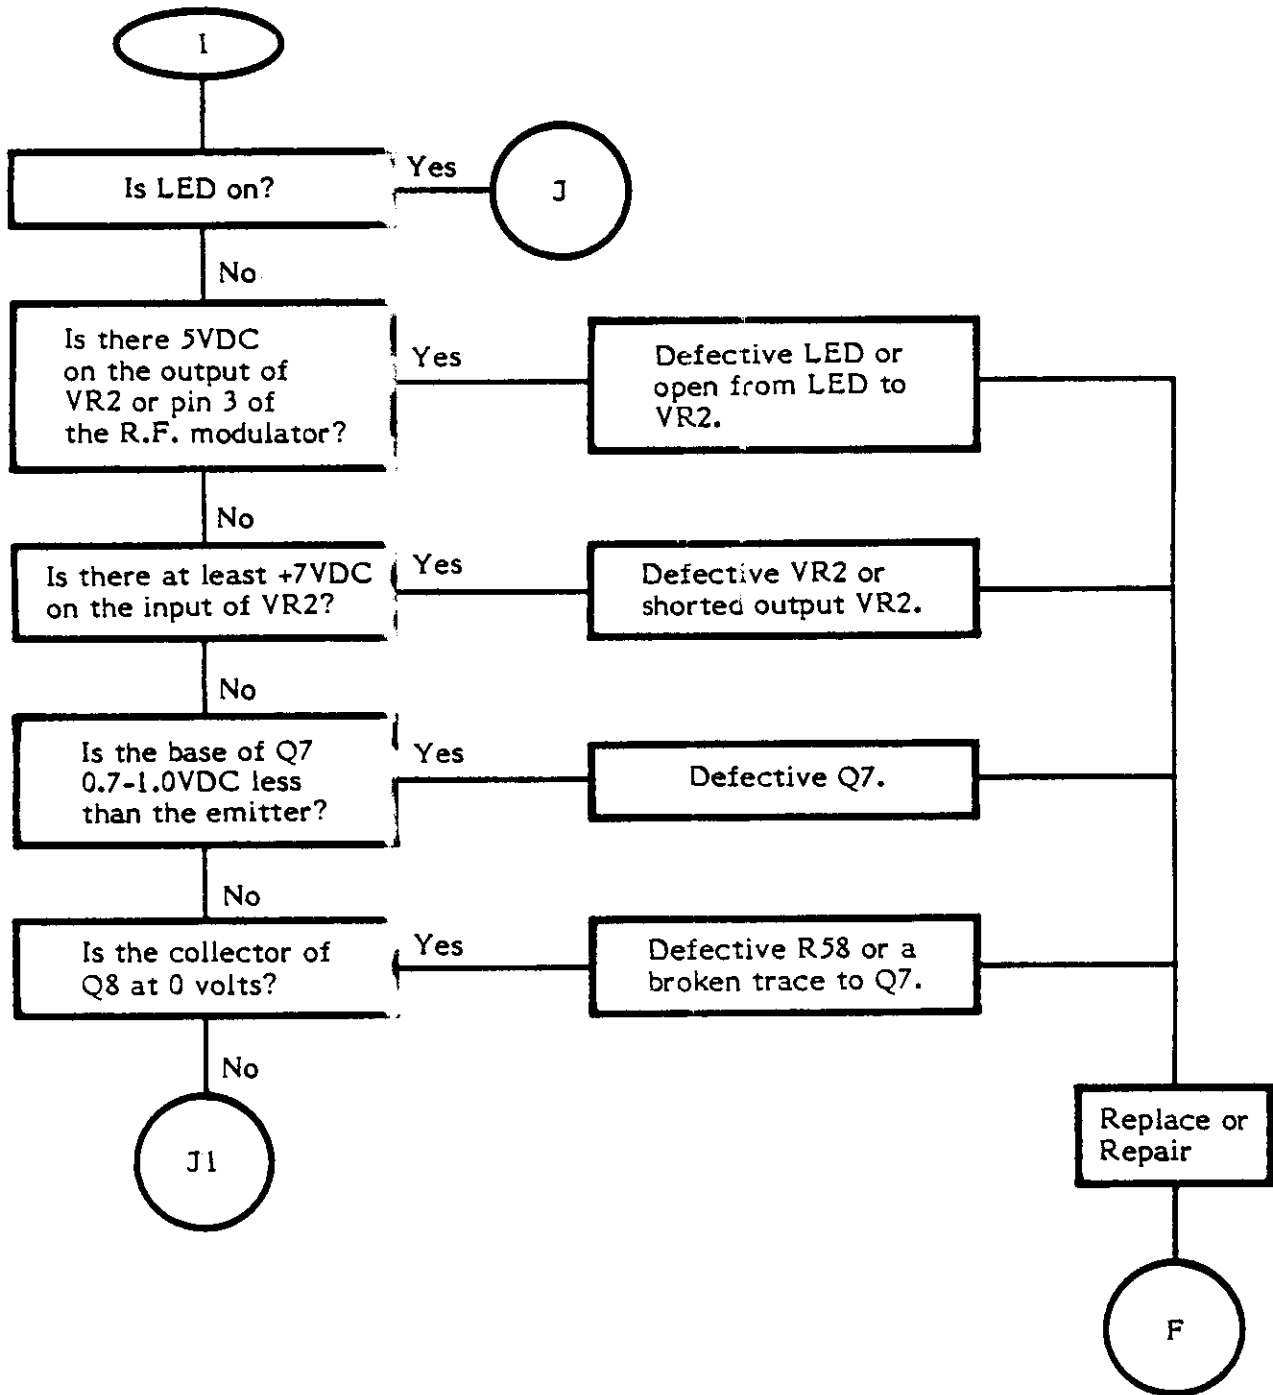 I
Is LED on?
Yes
J
No
Is there 5VDC
on the output of
VR2 or pin 3 of
the R.F. modulator?
Yes
Defective LED or
open from LED to
VR2.
No
Is there at least +7VDC
on the input of VR2?
Yes
Defective VR2 or
shorted output VR2.
No
Is the base of Q7
0.7-1.0VDC less
than the emitter?
Yes
Defective Q7.
No
Is the collector of
Q8 at 0 volts?
Yes
Defective R58 or a
broken trace to Q7.
No
J1
Replace or
Repair
F